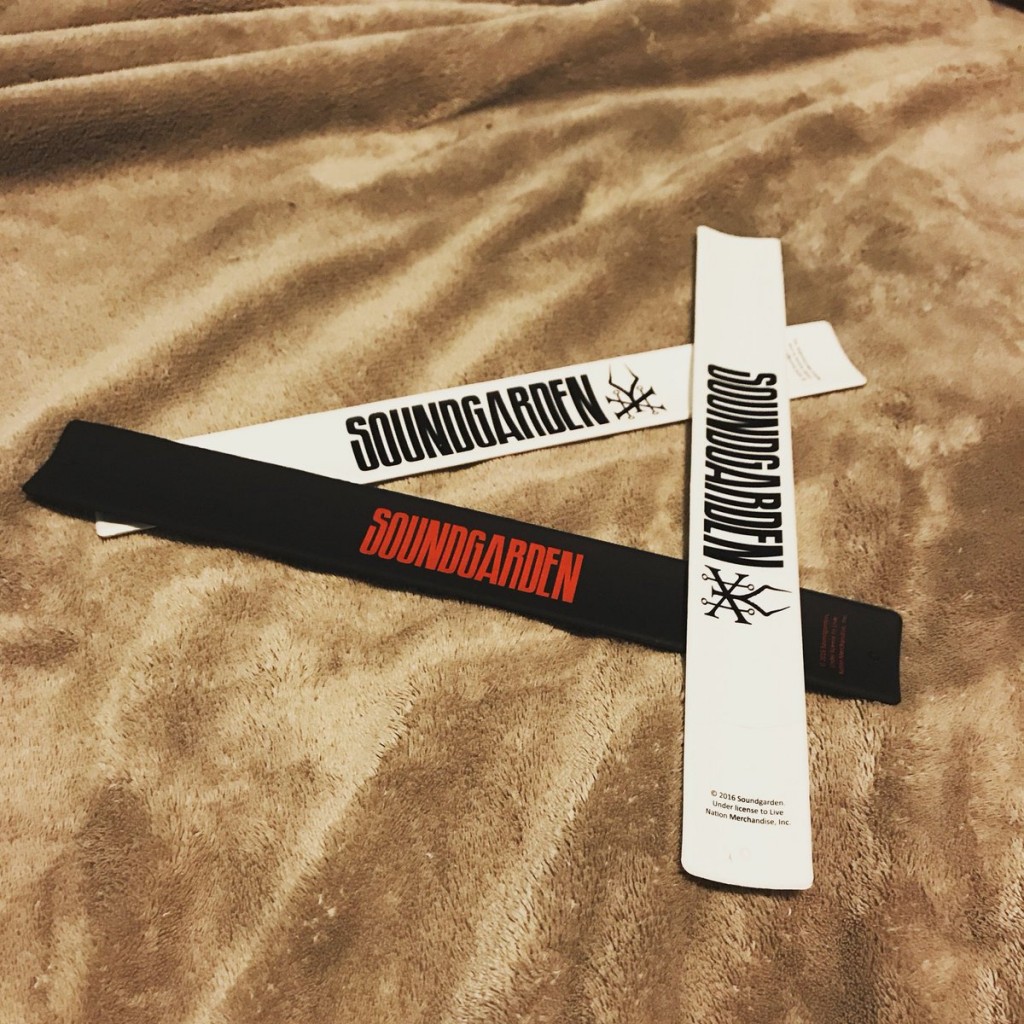 SOUNDGARDEN
SOUNDGARDEN
SOUNDGARDEN
© 2016 Soundgarden.
Under license to Live
Nation Merchandise, Inc.